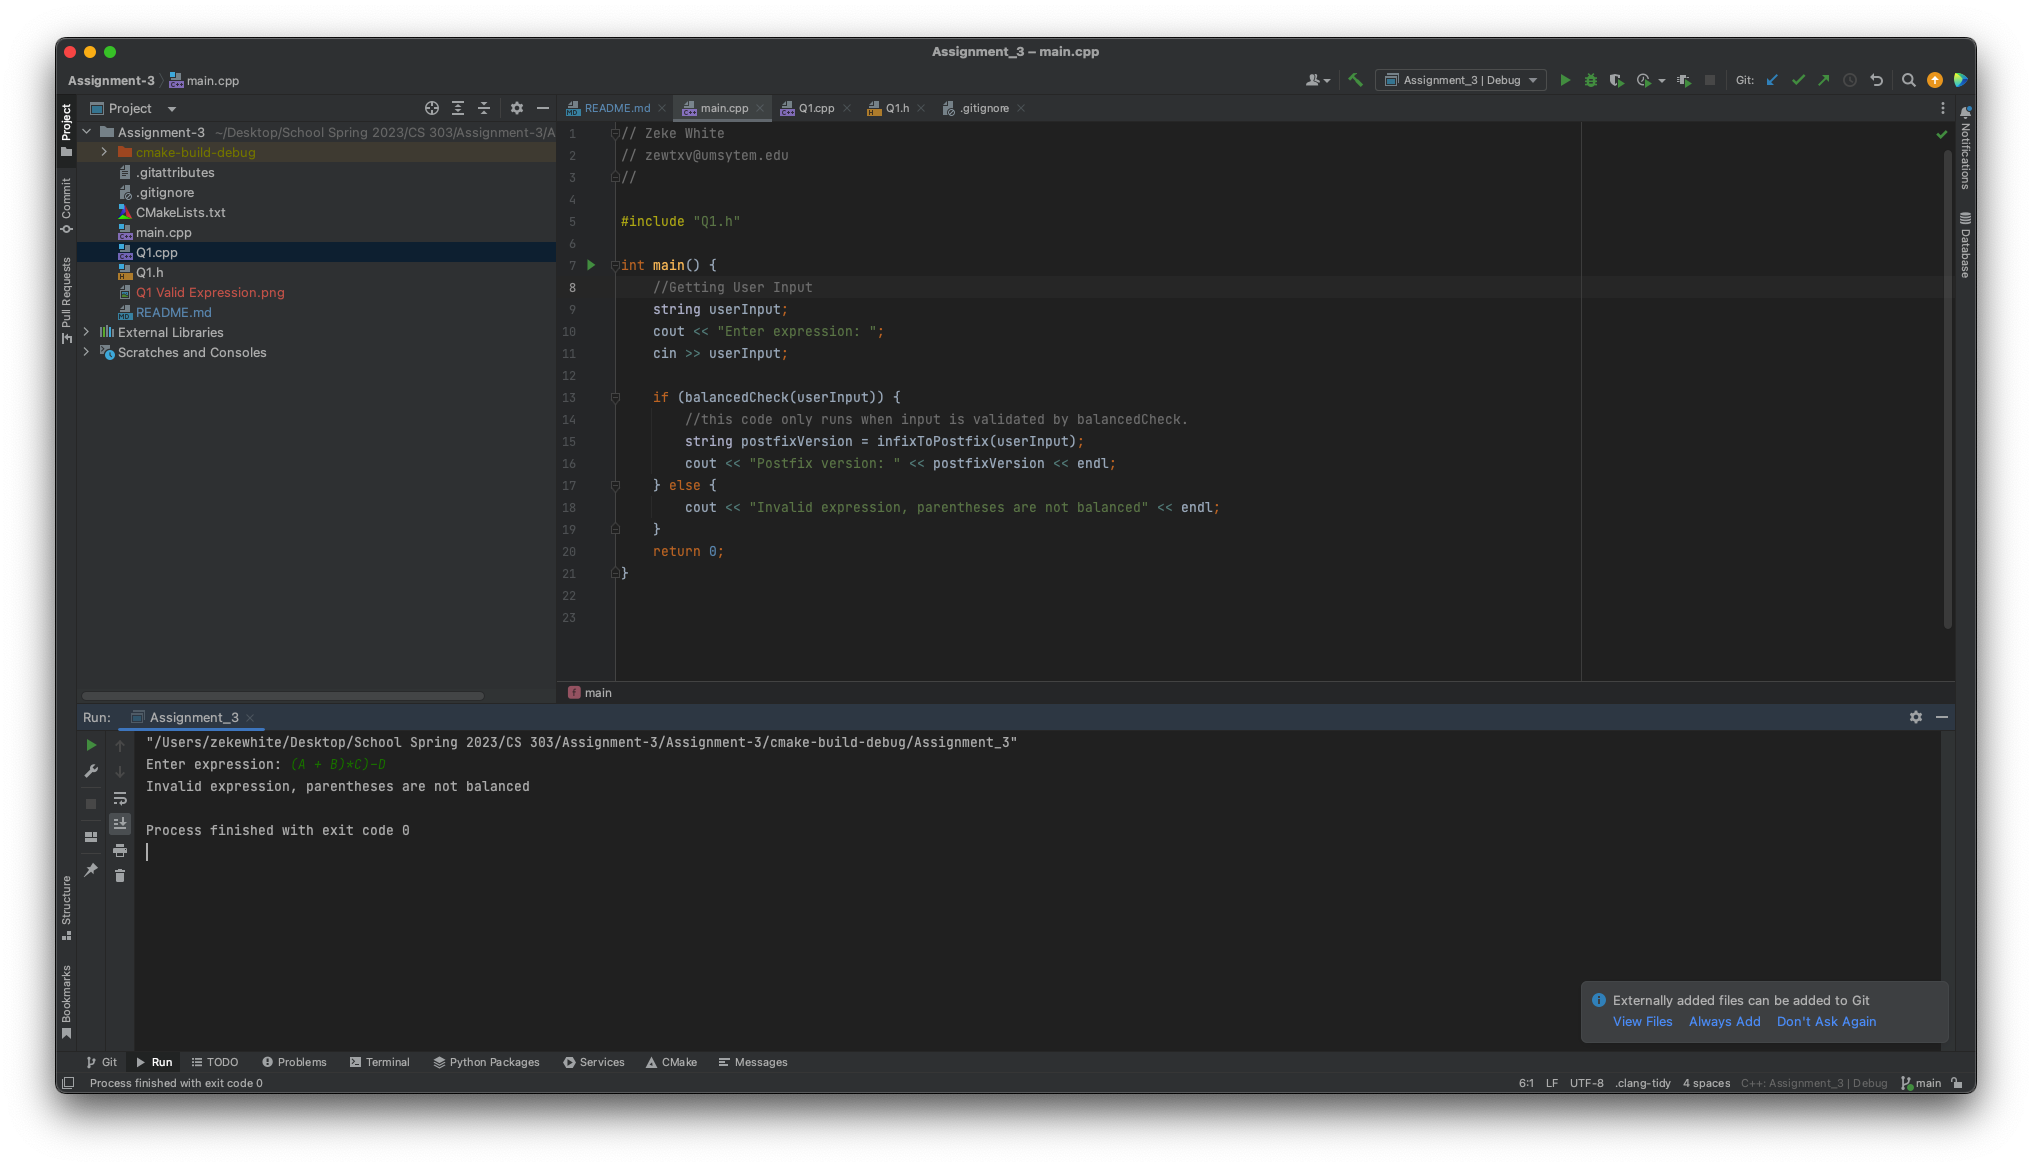 Assignment_3 – main.cpp
Assignment-3 main.cpp
Assignment_3 | Debug
Git:
Project
Project
Commit
Pull Requests
Structure
Bookmarks
Assignment-3 ~/Desktop/School Spring 2023/CS 303/Assignment-3/A
cmake-build-debug
.gitattributes
.gitignore
CMakeLists.txt
main.cpp
Q1.cpp
Q1.h
Q1 Valid Expression.png
README.md
External Libraries
Scratches and Consoles
README.md main.cpp Q1.cpp Q1.h .gitignore
1 // Zeke White
2 // zewtxv@umsytem.edu
3 //
4
5 #include "Q1.h"
6
7 int main() {
8 //Getting User Input
9 string userInput;
10 cout << "Enter expression: ";
11 cin >> userInput;
12
13 if (balancedCheck(userInput)) {
14 //this code only runs when input is validated by balancedCheck.
15 string postfixVersion = infixToPostfix(userInput);
16 cout << "Postfix version: " << postfixVersion << endl;
17 } else {
18 cout << "Invalid expression, parentheses are not balanced" << endl;
19 }
20 return 0;
21 }
22
23
f main
Notifications
Database
Run: Assignment_3
"/Users/zekewhite/Desktop/School Spring 2023/CS 303/Assignment-3/Assignment-3/cmake-build-debug/Assignment_3"
Enter expression: (A + B)*C)-D
Invalid expression, parentheses are not balanced
Process finished with exit code 0
Externally added files can be added to Git
View Files Always Add Don't Ask Again
Git Run TODO Problems Terminal Python Packages Services CMake Messages
Process finished with exit code 0
6:1 LF UTF-8 .clang-tidy 4 spaces C++: Assignment_3 | Debug main